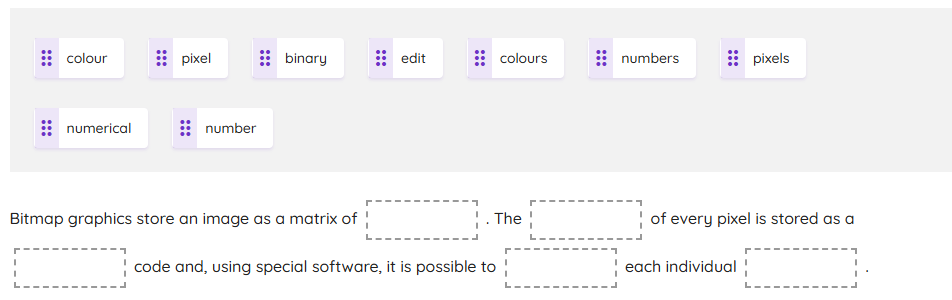 colour pixel binary edit colours numbers pixels
numerical number
Bitmap graphics store an image as a matrix of . The of every pixel is stored as a
code and, using special software, it is possible to each individual .